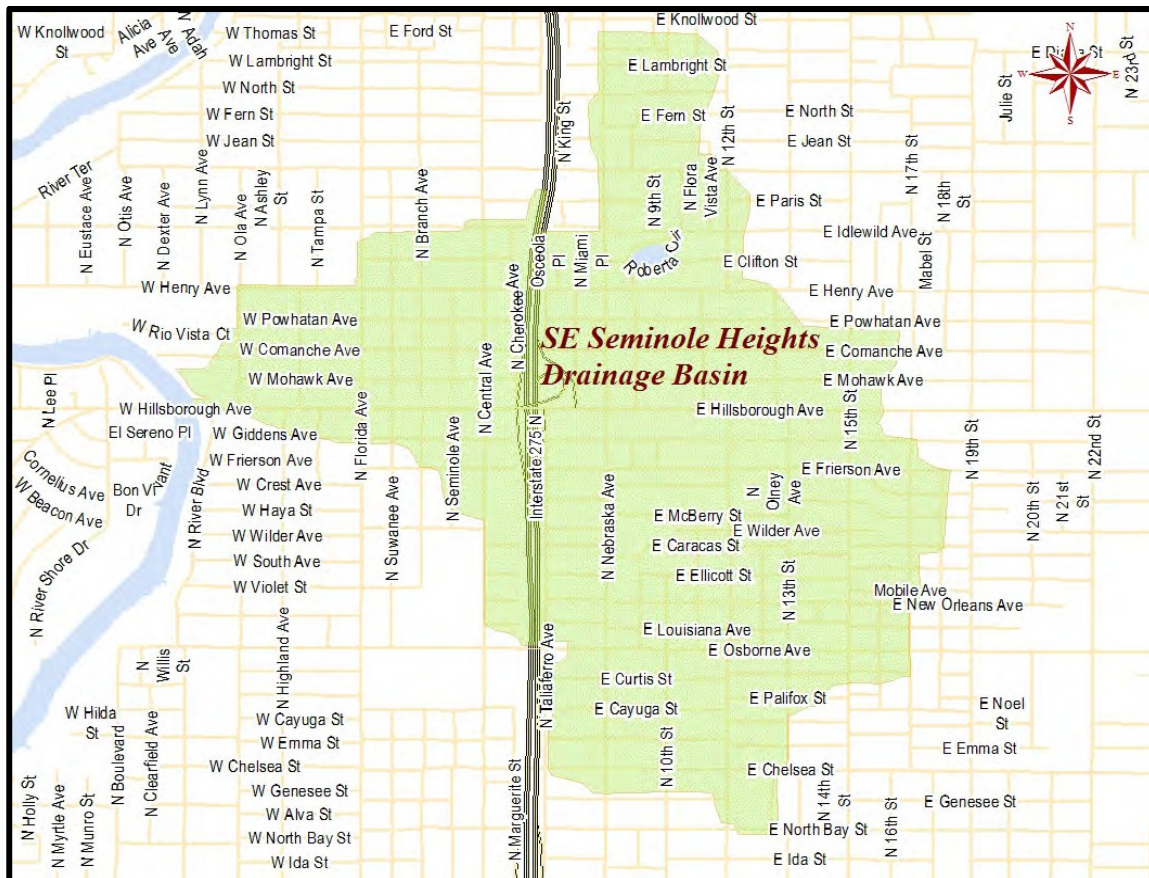 W Knollwood
St
Alicia
Ave
Ave
N Adah
W Thomas St
E Ford St
E Knollwood St
N
W
E
S
Julie St
N 23rd St
W Lambright St
E Lambright St
W North St
W Fern St
W Jean St
N King St
E Fern St
N 12th St
E North St
E Jean St
River Ter
N Eustace Ave
N Otis Ave
N Dexter Ave
N Lynn Ave
N Ola Ave
N Ashley
St
N Tampa St
N Branch Ave
N 9th St
N Flora
Vista Ave
E Paris St
N 17th St
N 18th
St
E Idlewild Ave
Mabel St
Osceola
Pl
N Miami
Pl
Roberta Cir
E Clifton St
W Henry Ave
E Henry Ave
N Cherokee Ave
W Rio Vista Ct
W Powhatan Ave
W Comanche Ave
W Mohawk Ave
SE Seminole Heights
Drainage Basin
E Powhatan Ave
E Comanche Ave
E Mohawk Ave
N Lee Pl
W Hillsborough Ave
El Sereno Pl
W Giddens Ave
N Florida Ave
N Central Ave
E Hillsborough Ave
N 15th St
N 19th St
N 22nd St
Cornelius Ave
W Beacon Ave
Bon Vivant
Dr
N River Blvd
W Frierson Ave
W Crest Ave
W Haya St
W Wilder Ave
W South Ave
W Violet St
N Suwanee Ave
N Seminole Ave
Interstate 275 N
N Nebraska Ave
E Frierson Ave
N
Olney
Ave
E McBerry St
E Wilder Ave
E Caracas St
E Ellicott St
N 13th St
N 20th St
N 21st
St
N River Shore Dr
Mobile Ave
E New Orleans Ave
E Louisiana Ave
E Osborne Ave
N
Willis
St
N Highland Ave
N Taliaferro Ave
E Curtis St
E Palifox St
E Cayuga St
E Noel
St
W Hilda
St
N Boulevard
N Clearfield Ave
W Cayuga St
W Emma St
W Chelsea St
W Genesee St
W Alva St
W North Bay St
W Ida St
N Holly St
N Myrtle Ave
N Munro St
N Marguerite St
N 10th St
E Emma St
E Chelsea St
N 14th
St
N 16th St
E Genesee St
E North Bay St
E Ida St